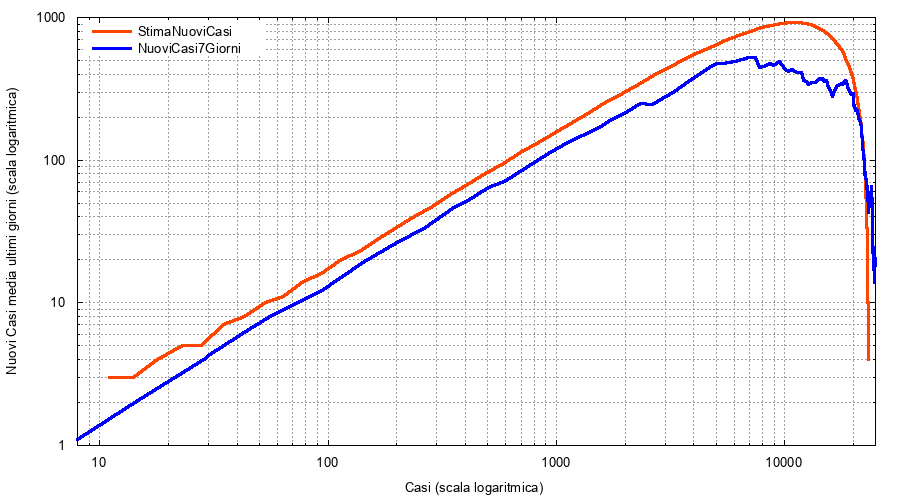 1000
StimaNuoviCasi
NuoviCasi7Giorni
100
10
1
Nuovi Casi media ultimi giorni (scala logaritmica)
10
100
1000
10000
Casi (scala logaritmica)